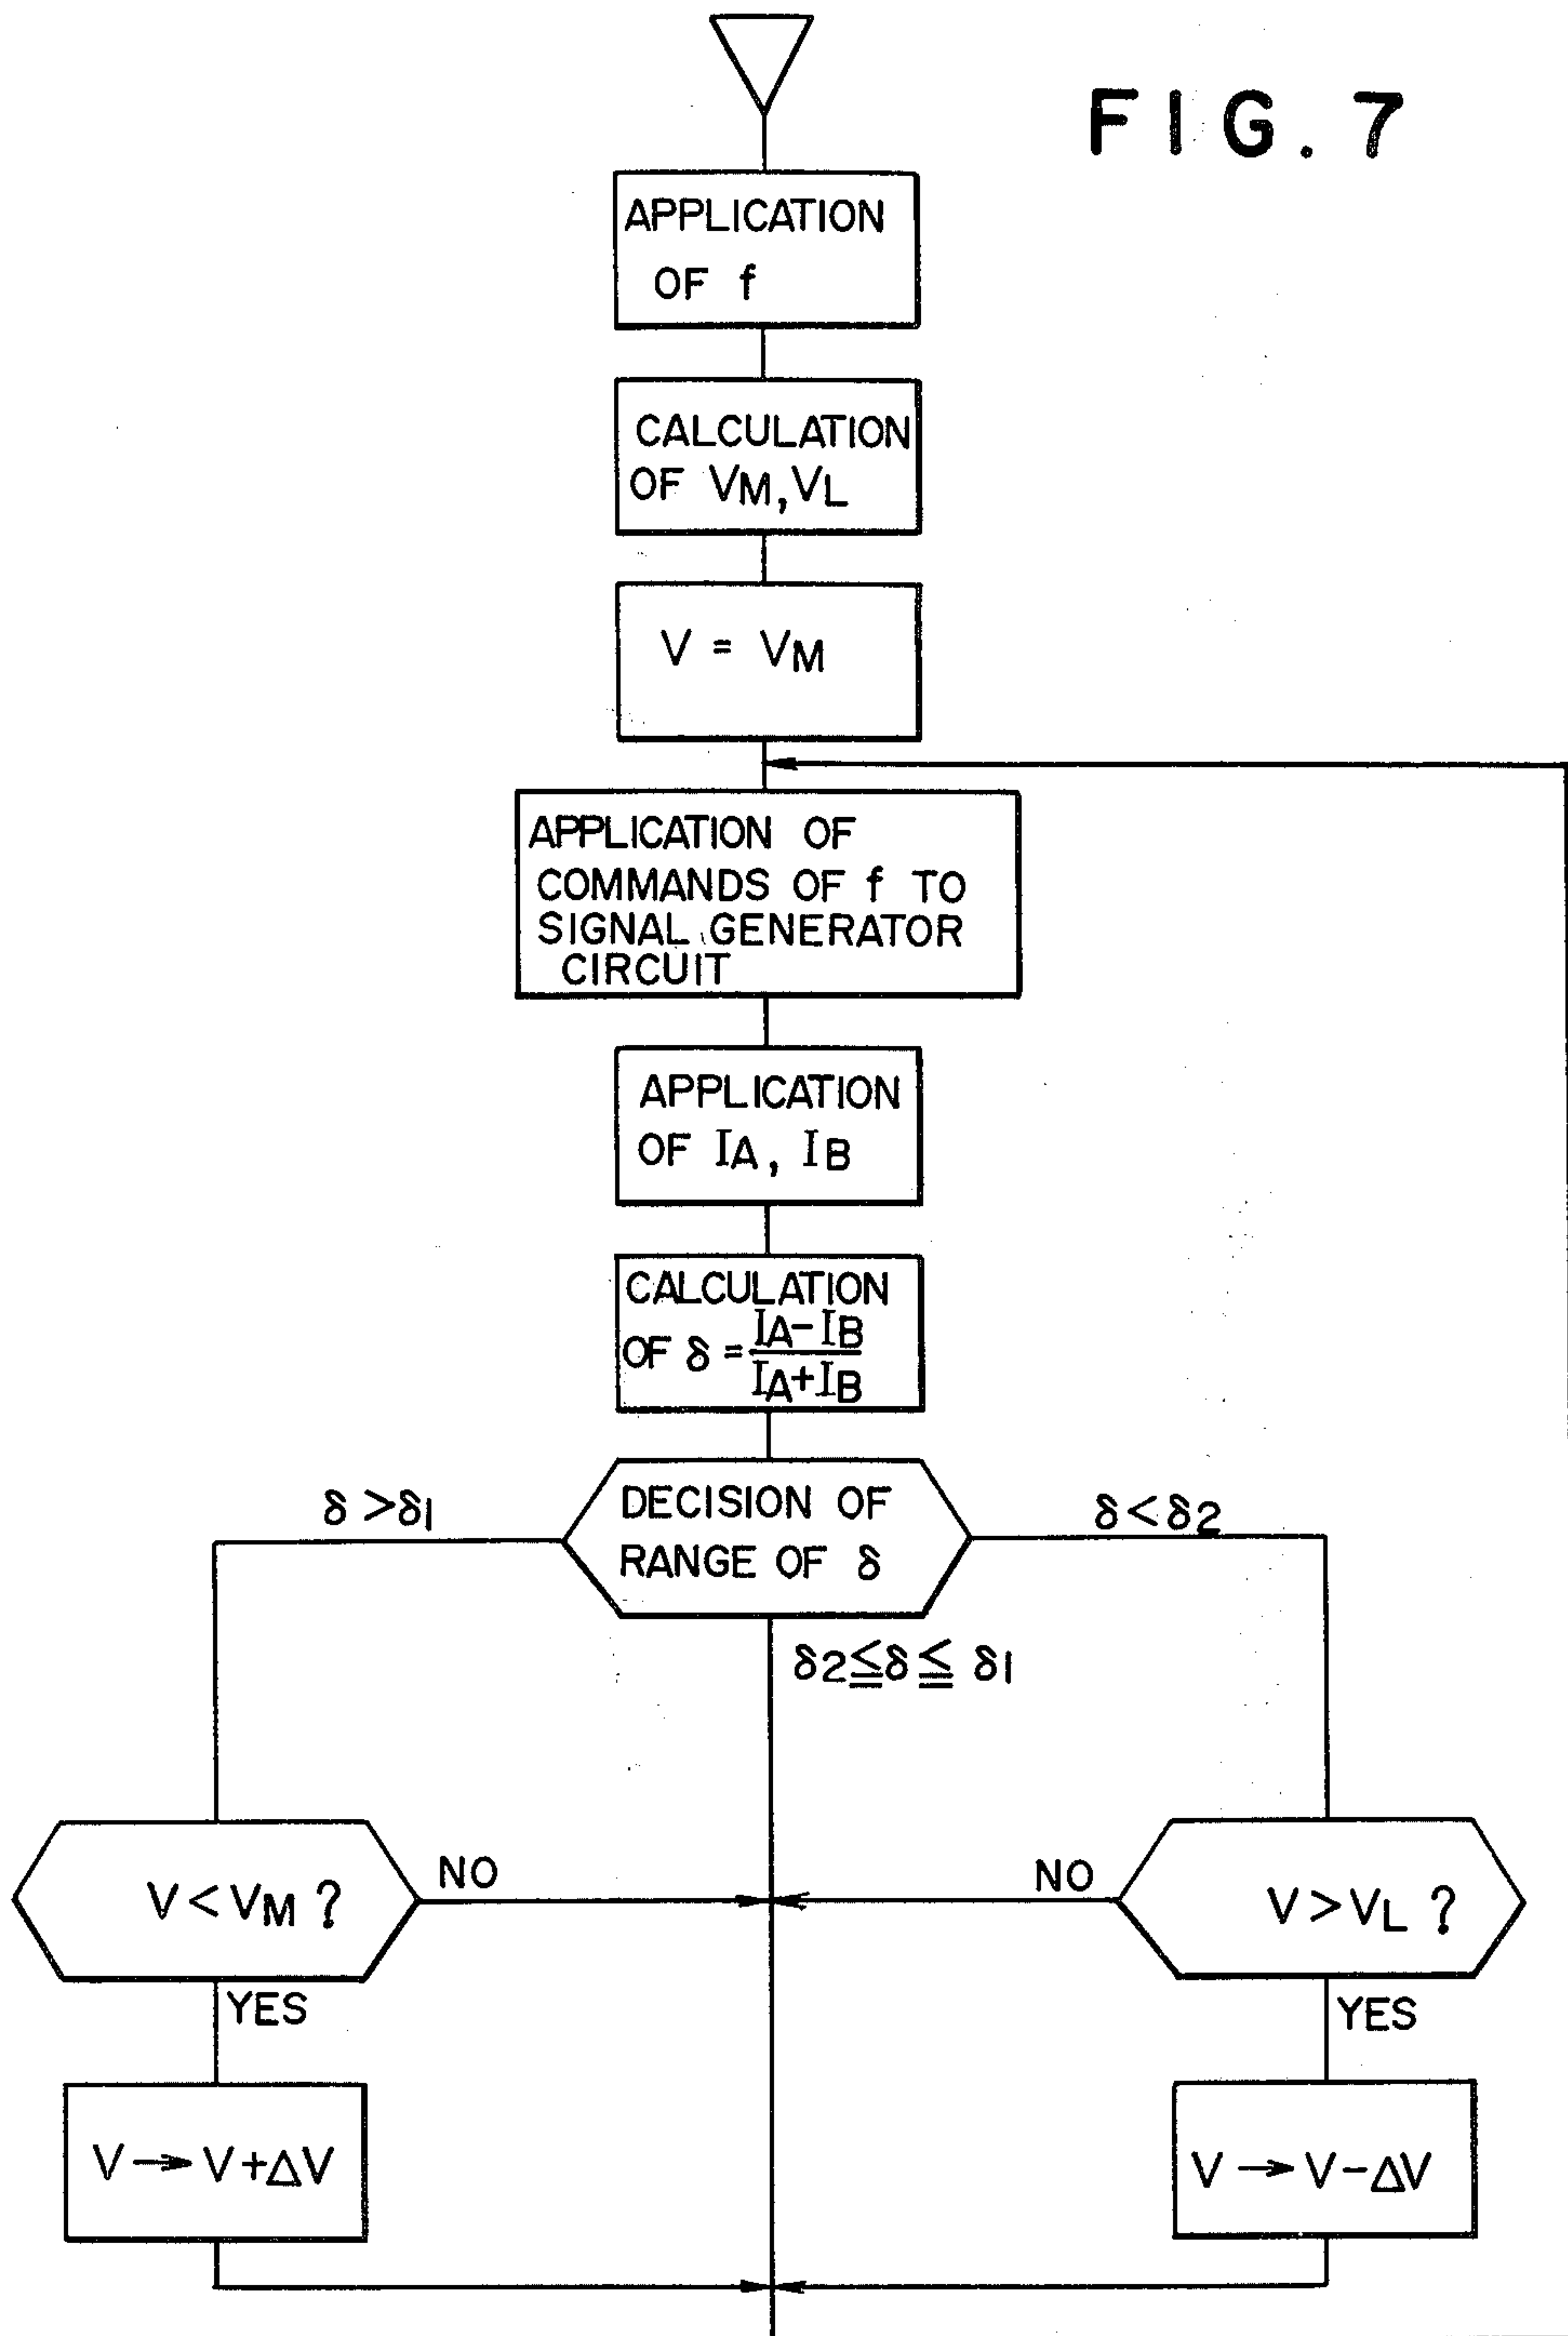 FIG. 7
APPLICATION
OF f
CALCULATION
OF VM, VL
V = VM
APPLICATION OF
COMMANDS OF f TO
SIGNAL GENERATOR
CIRCUIT
APPLICATION
OF IA, IB
CALCULATION
OF δ = IA-IB
IA+IB
DECISION OF
RANGE OF δ
δ > δ1
δ < δ2
δ2 ≦ δ ≦ δ1
V < VM ?
NO
YES
NO
V > VL ?
YES
V → V+ΔV
V → V-ΔV